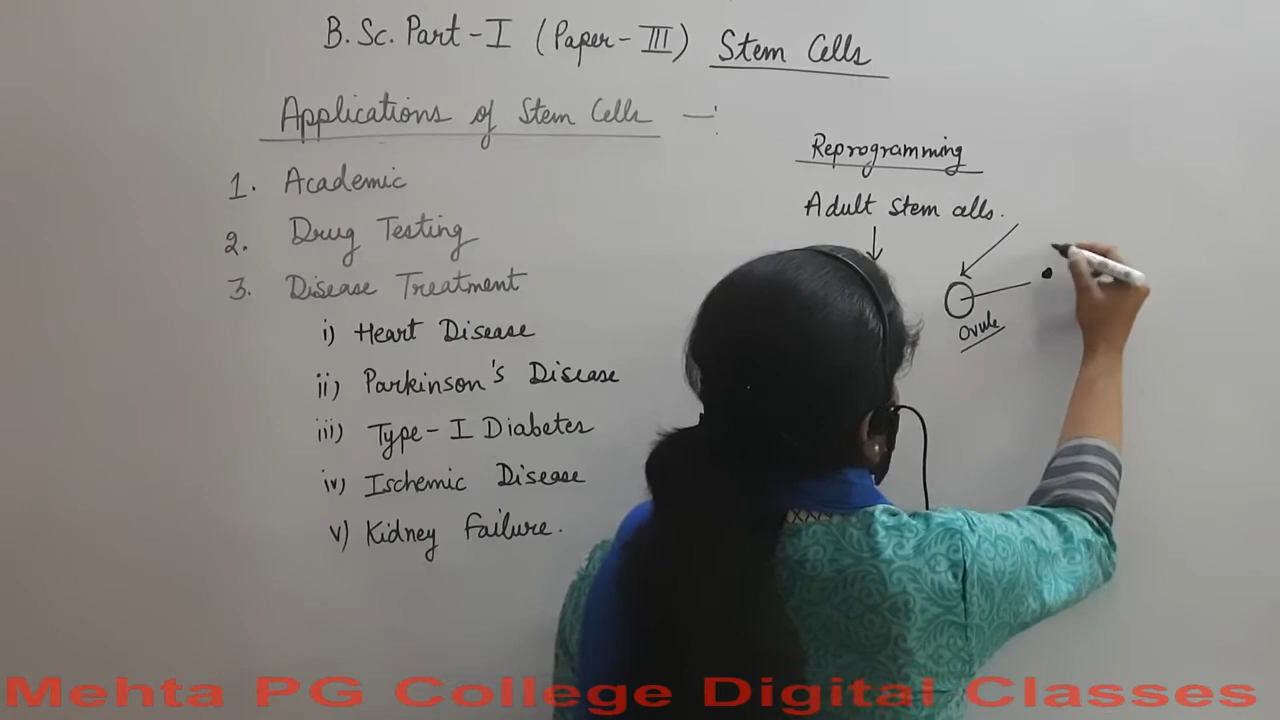 B.Sc. Part-I (Paper-III) Stem Cells
Applications of Stem Cells —:
1. Academic
2. Drug Testing
3. Disease Treatment
i) Heart Disease
ii) Parkinson's Disease
iii) Type-I Diabetes
iv) Ischemic Disease
v) Kidney Failure.
Reprogramming
Adult Stem cells.
Ovule
Mehta PG College Digital Classes